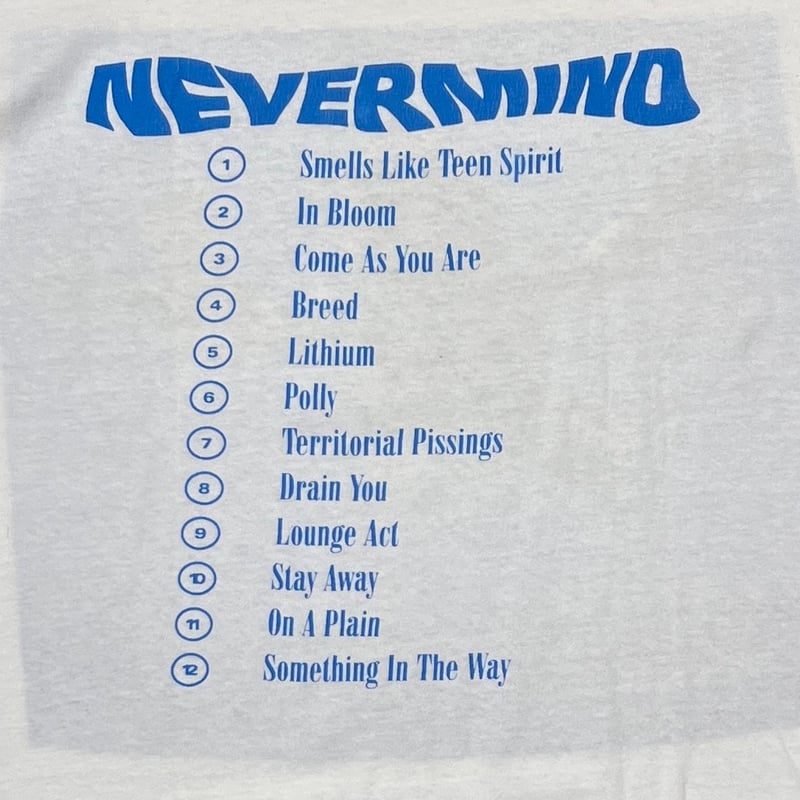 NEVERMIND
1 Smells Like Teen Spirit
2 In Bloom
3 Come As You Are
4 Breed
5 Lithium
6 Polly
7 Territorial Pissings
8 Drain You
9 Lounge Act
10 Stay Away
11 On A Plain
12 Something In The Way